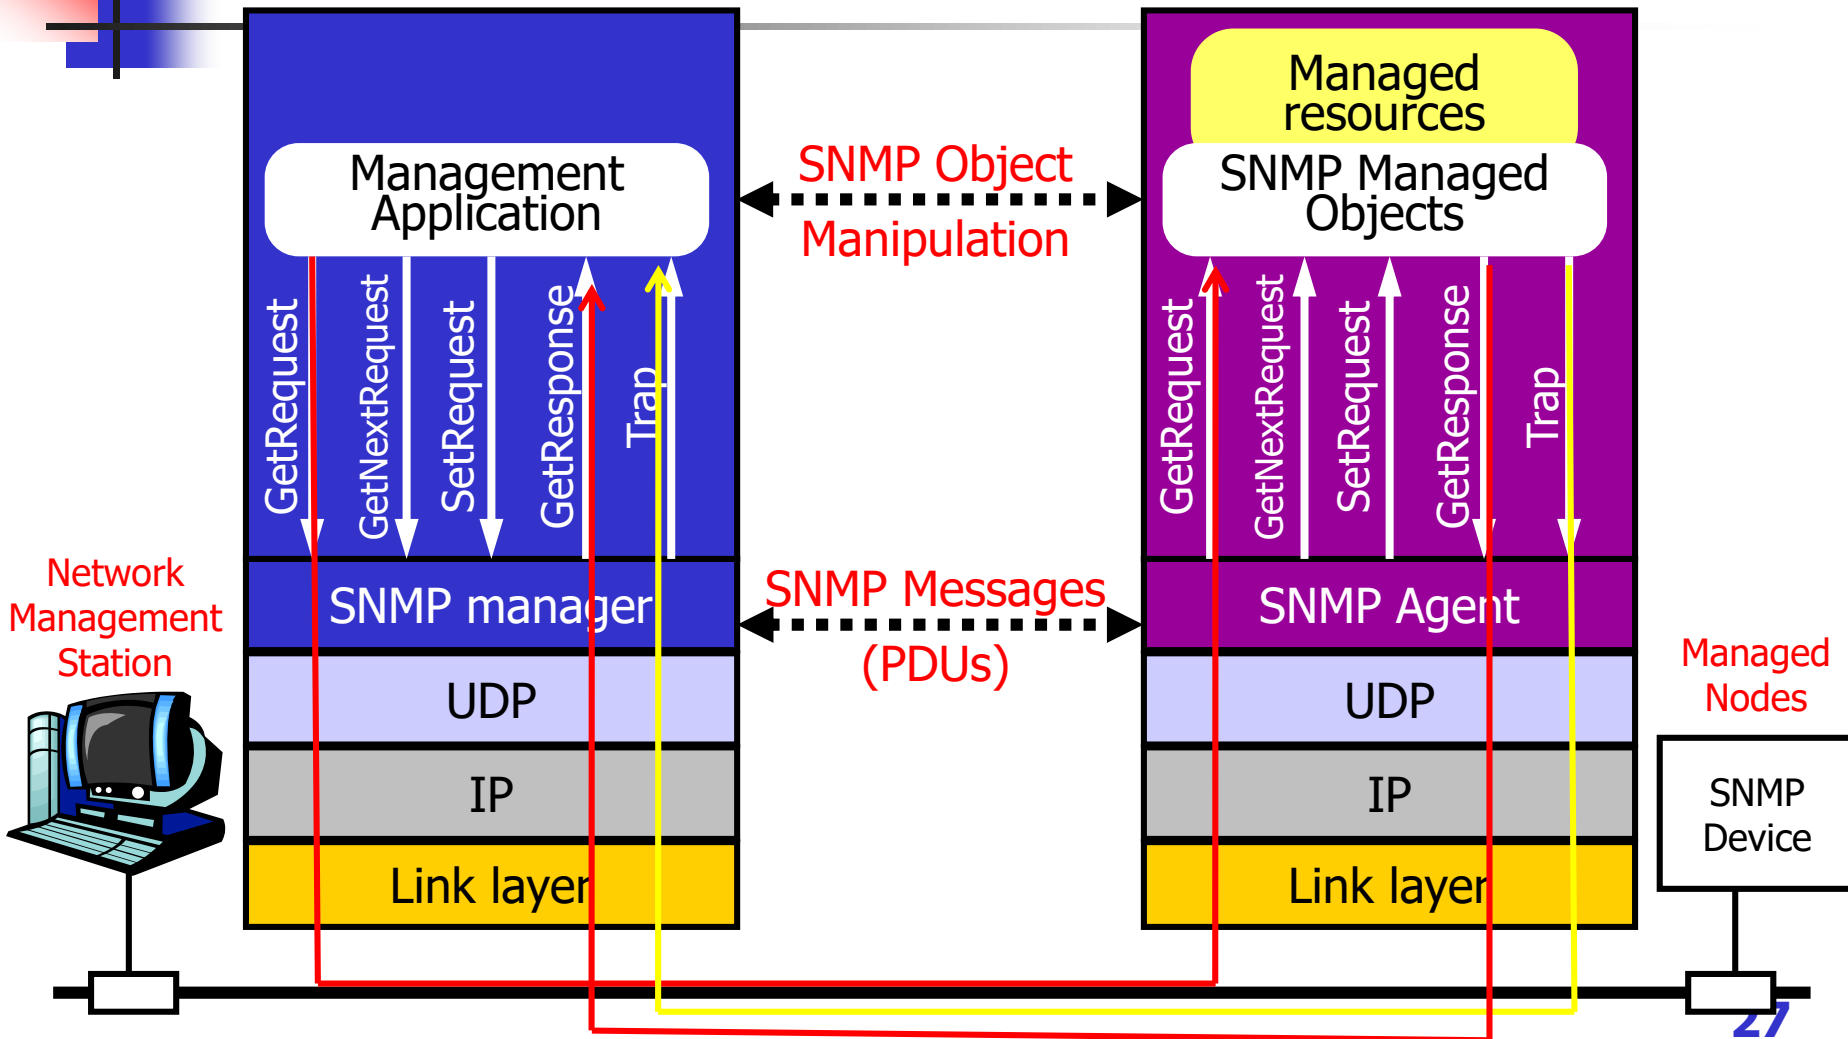 Managed
resources
Management
Application
SNMP Object
Manipulation
SNMP Managed
Objects
GetRequest
GetNextRequest
SetRequest
GetResponse
Trap
GetRequest
GetNextRequest
SetRequest
GetResponse
Trap
Network
Management
Station
SNMP manager
SNMP Messages
(PDUs)
SNMP Agent
Managed
Nodes
UDP
UDP
IP
IP
SNMP
Device
Link layer
Link layer
27